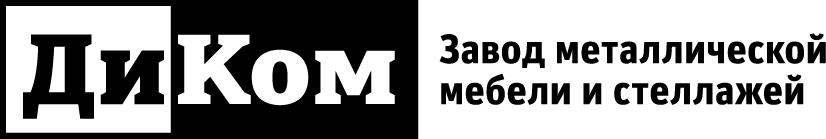 ДиКом
Завод металлической
мебели и стеллажей